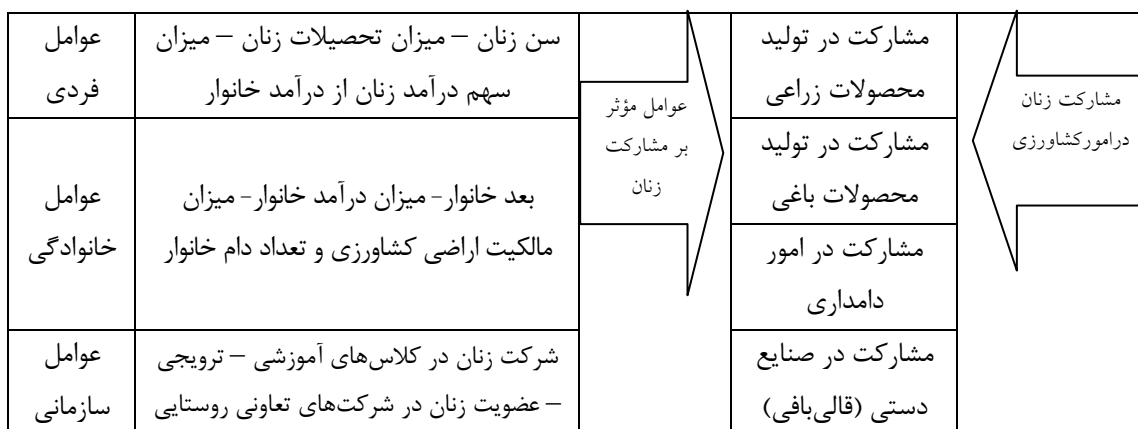 مشارکت زنان
درامورکشاورزی
مشارکت در تولید
محصولات زراعی
مشارکت در تولید
محصولات باغی
مشارکت در امور
دامداری
مشارکت در صنایع
دستی (قالی‌بافی)
عوامل مؤثر
بر مشارکت
زنان
سن زنان – میزان تحصیلات زنان – میزان
سهم درآمد زنان از درآمد خانوار
عوامل
فردی
بعد خانوار- میزان درآمد خانوار- میزان
مالکیت اراضی کشاورزی و تعداد دام خانوار
عوامل
خانوادگی
شرکت زنان در کلاس‌های آموزشی – ترویجی
– عضویت زنان در شرکت‌های تعاونی روستایی
عوامل
سازمانی